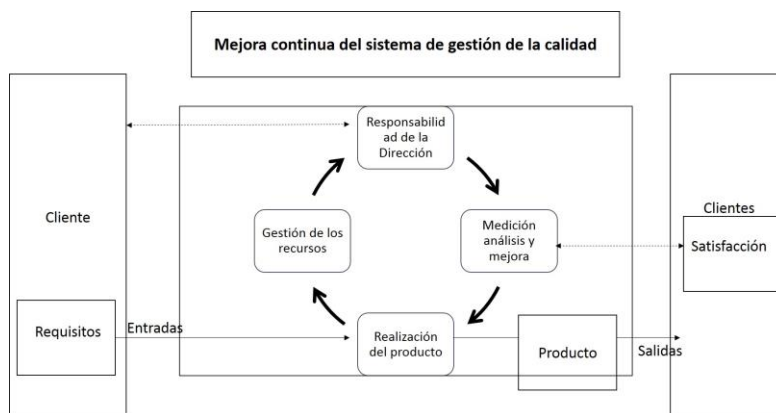 Mejora continua del sistema de gestión de la calidad
Responsabilid
ad de la
Dirección
Cliente
Gestión de los
recursos
Medición
análisis y
mejora
Clientes
Satisfacción
Requisitos
Entradas
Realización
del producto
Producto
Salidas